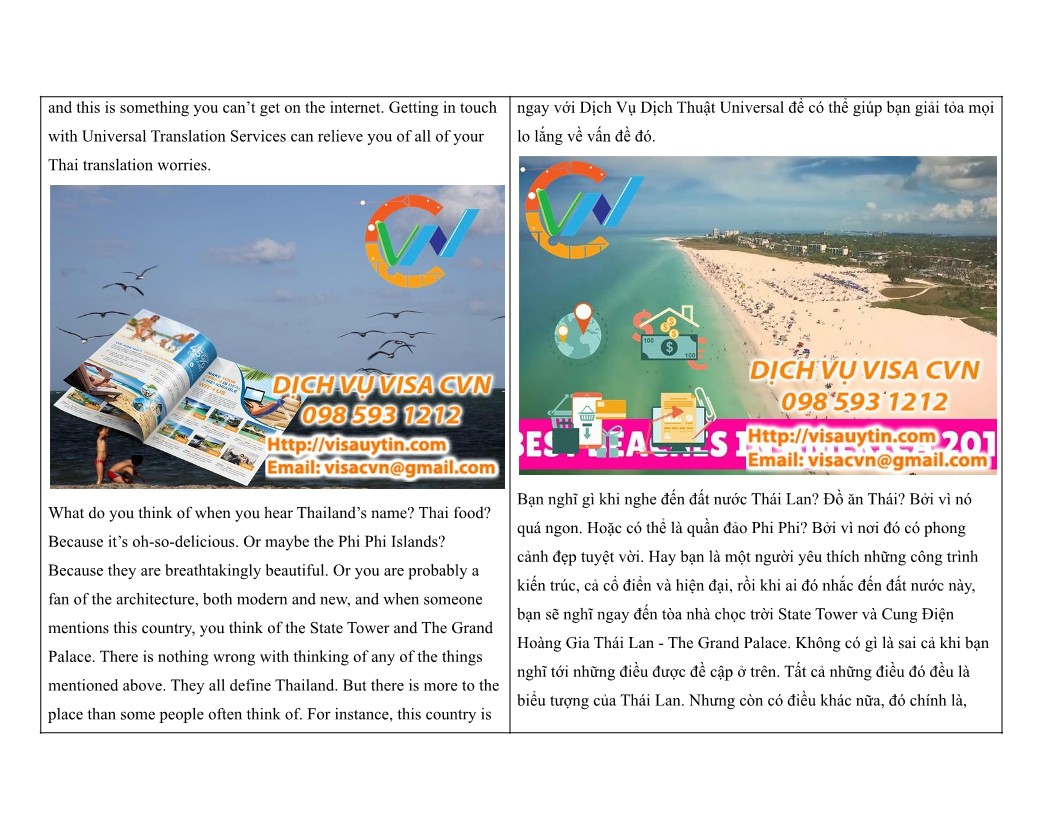 and this is something you can’t get on the internet. Getting in touch
with Universal Translation Services can relieve you of all of your
Thai translation worries.
DỊCH VỤ VISA CVN
098 593 1212
Http://visauytin.com
Email: visacvn@gmail.com
What do you think of when you hear Thailand’s name? Thai food?
Because it’s oh-so-delicious. Or maybe the Phi Phi Islands?
Because they are breathtakingly beautiful. Or you are probably a
fan of the architecture, both modern and new, and when someone
mentions this country, you think of the State Tower and The Grand
Palace. There is nothing wrong with thinking of any of the things
mentioned above. They all define Thailand. But there is more to the
place than some people often think of. For instance, this country is
ngay với Dịch Vụ Dịch Thuật Universal để có thể giúp bạn giải tỏa mọi
lo lắng về vấn đề đó.
DỊCH VỤ VISA CVN
098 593 1212
Http://visauytin.com
Email: visacvn@gmail.com
Bạn nghĩ gì khi nghe đến đất nước Thái Lan? Đồ ăn Thái? Bởi vì nó
quá ngon. Hoặc có thể là quần đảo Phi Phi? Bởi vì nơi đó có phong
cảnh đẹp tuyệt vời. Hay bạn là một người yêu thích những công trình
kiến trúc, cả cổ điển và hiện đại, rồi khi ai đó nhắc đến đất nước này,
bạn sẽ nghĩ ngay đến tòa nhà chọc trời State Tower và Cung Điện
Hoàng Gia Thái Lan - The Grand Palace. Không có gì là sai cả khi bạn
nghĩ tới những điều được đề cập ở trên. Tất cả những điều đó đều là
biểu tượng của Thái Lan. Nhưng còn có điều khác nữa, đó chính là,